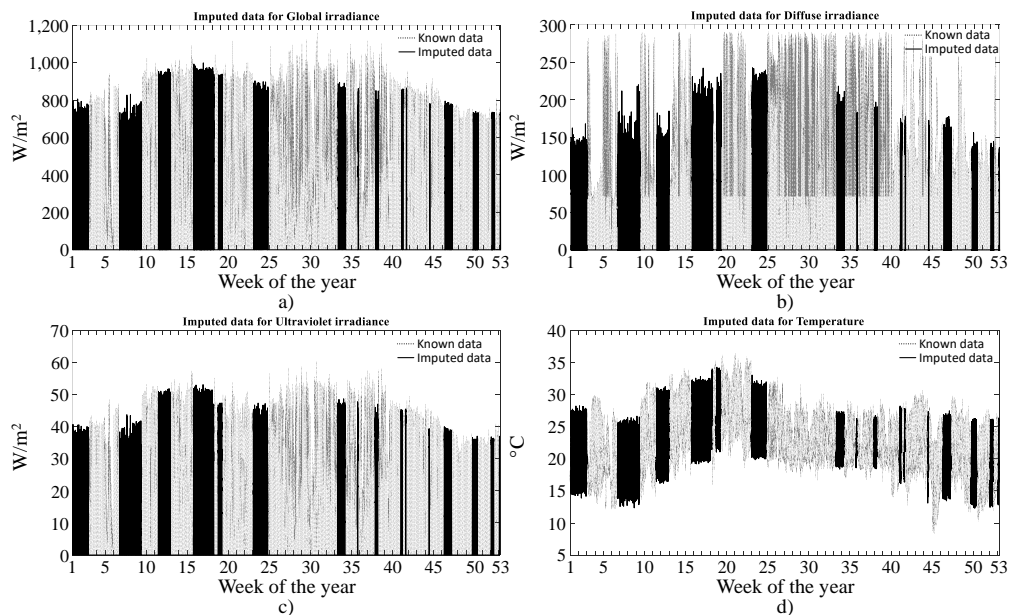 Imputed data for Global irradiance
1,200
1,000
800
600
400
200
0
W/m²
Known data
Imputed data
1 5 10 15 20 25 30 35 40 45 50 53
Week of the year
a)
Imputed data for Diffuse irradiance
300
250
200
150
100
50
0
W/m²
Known data
Imputed data
1 5 10 15 20 25 30 35 40 45 50 53
Week of the year
b)
Imputed data for Ultraviolet irradiance
70
60
50
40
30
20
10
0
W/m²
Known data
Imputed data
1 5 10 15 20 25 30 35 40 45 50 53
Week of the year
c)
Imputed data for Temperature
40
35
30
25
20
15
10
5
°C
Known data
Imputed data
1 5 10 15 20 25 30 35 40 45 50 53
Week of the year
d)